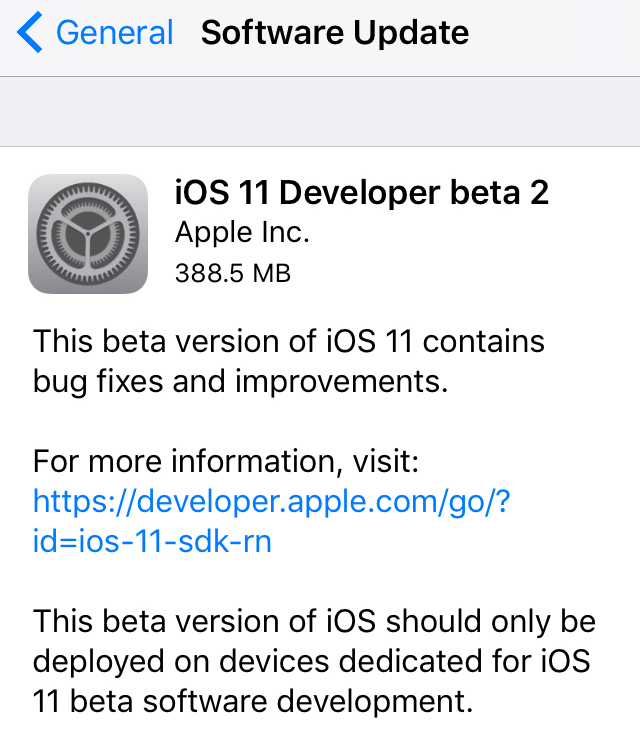 General Software Update
iOS 11 Developer beta 2
Apple Inc.
388.5 MB
This beta version of iOS 11 contains
bug fixes and improvements.
For more information, visit:
https://developer.apple.com/go/?
id=ios-11-sdk-rn
This beta version of iOS should only be
deployed on devices dedicated for iOS
11 beta software development.